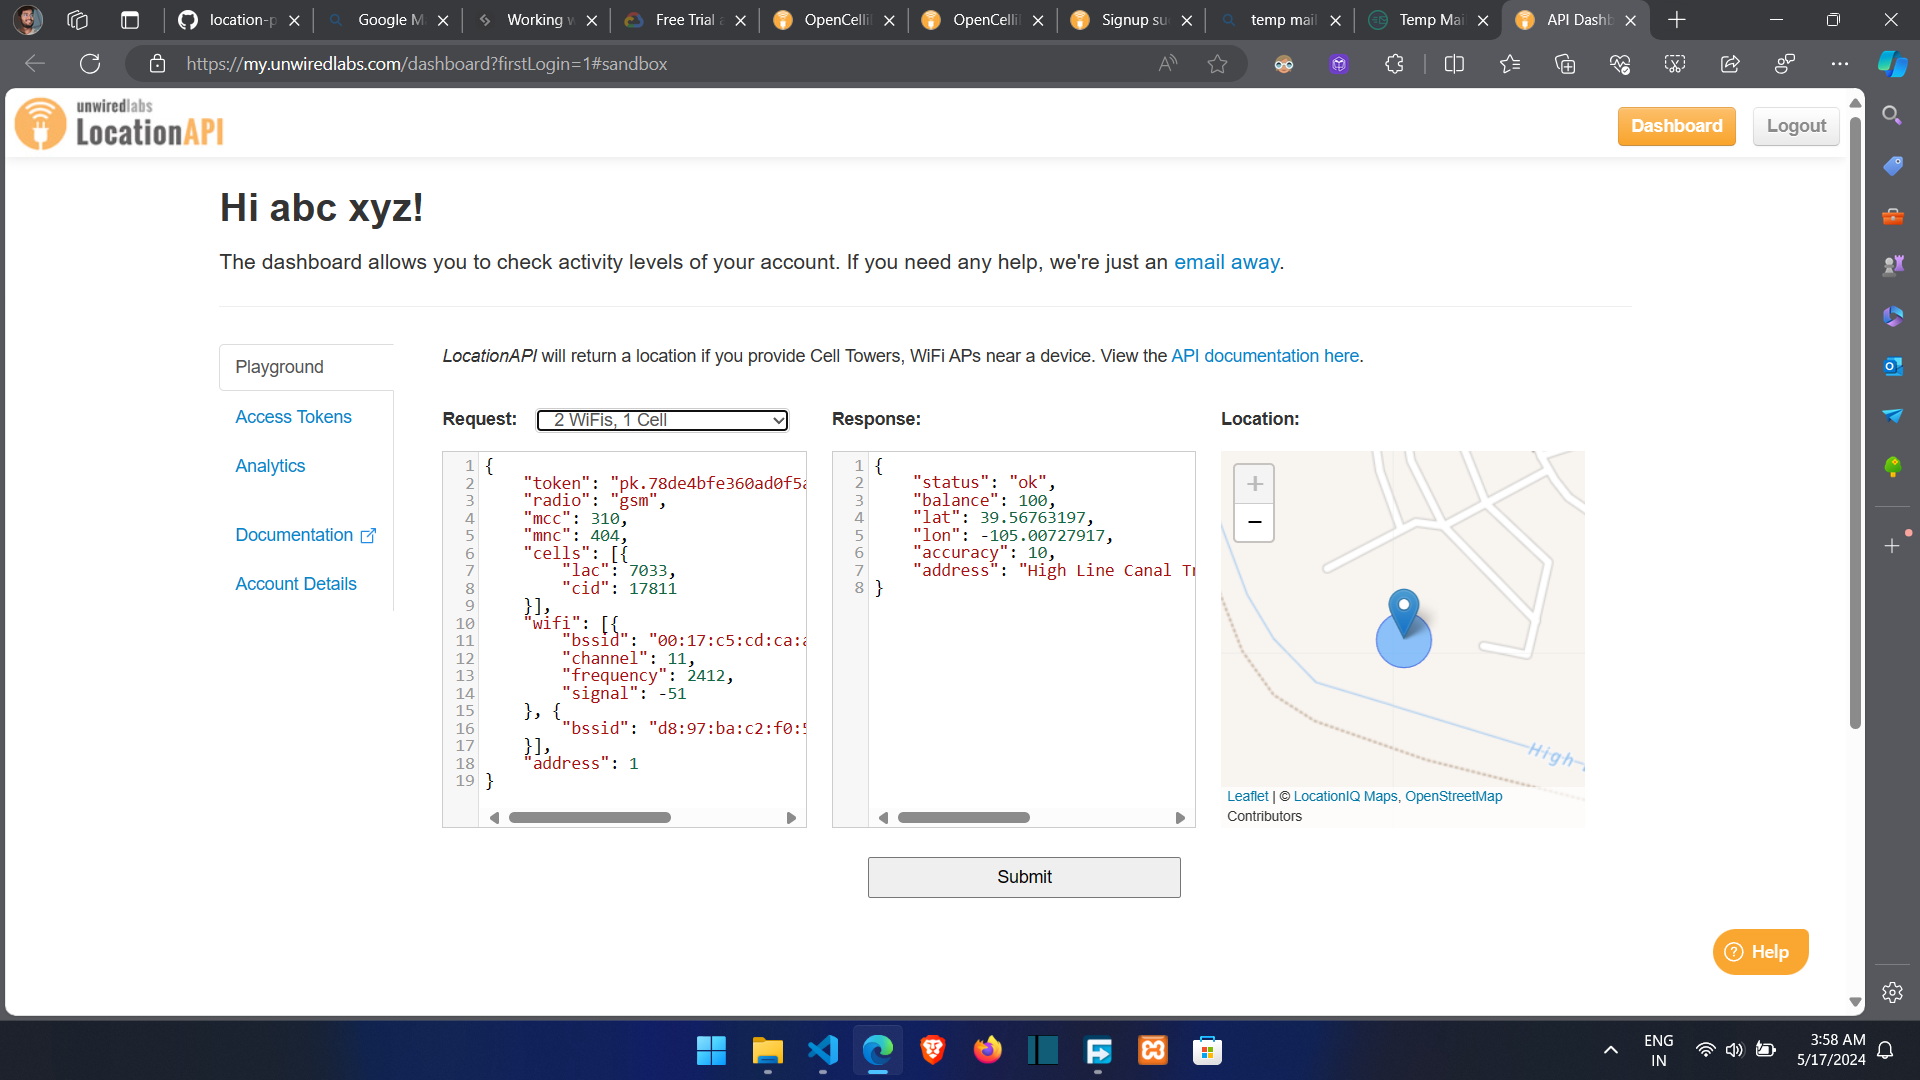 location-p
Google M
Working w
Free Trial a
OpenCelli
OpenCelli
Signup su
temp mail
Temp Mai
API Dashb
https://my.unwiredlabs.com/dashboard?firstLogin=1#sandbox
unwiredlabs
LocationAPI
Dashboard
Logout
Hi abc xyz!
The dashboard allows you to check activity levels of your account. If you need any help, we're just an email away.
Playground
Access Tokens
Analytics
Documentation
Account Details
LocationAPI will return a location if you provide Cell Towers, WiFi APs near a device. View the API documentation here.
Request: 2 WiFis, 1 Cell
1 {
2 "token": "pk.78de4bfe360ad0f5a
3 "radio": "gsm",
4 "mcc": 310,
5 "mnc": 404,
6 "cells": [{
7 "lac": 7033,
8 "cid": 17811
9 }],
10 "wifi": [{
11 "bssid": "00:17:c5:cd:ca:a
12 "channel": 11,
13 "frequency": 2412,
14 "signal": -51
15 }, {
16 "bssid": "d8:97:ba:c2:f0:5
17 }],
18 "address": 1
19 }
Response:
1 {
2 "status": "ok",
3 "balance": 100,
4 "lat": 39.56763197,
5 "lon": -105.00727917,
6 "accuracy": 10,
7 "address": "High Line Canal Tr
8 }
Location:
+
−
High
Leaflet | © LocationIQ Maps, OpenStreetMap
Contributors
Submit
Help
ENG
IN
3:58 AM
5/17/2024